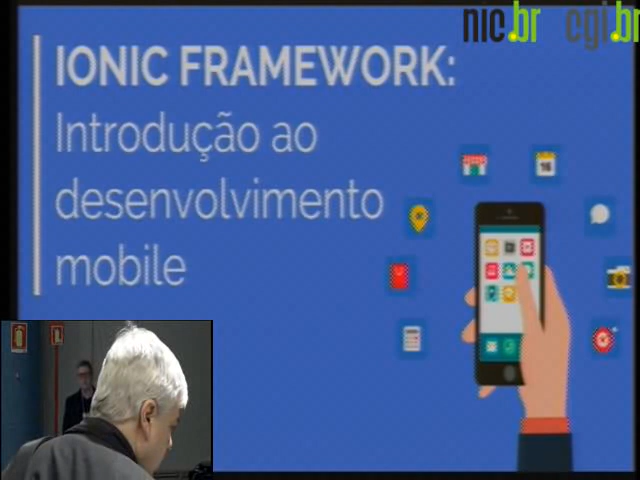 nic.br cgi.br
IONIC FRAMEWORK:
Introdução ao
desenvolvimento
mobile